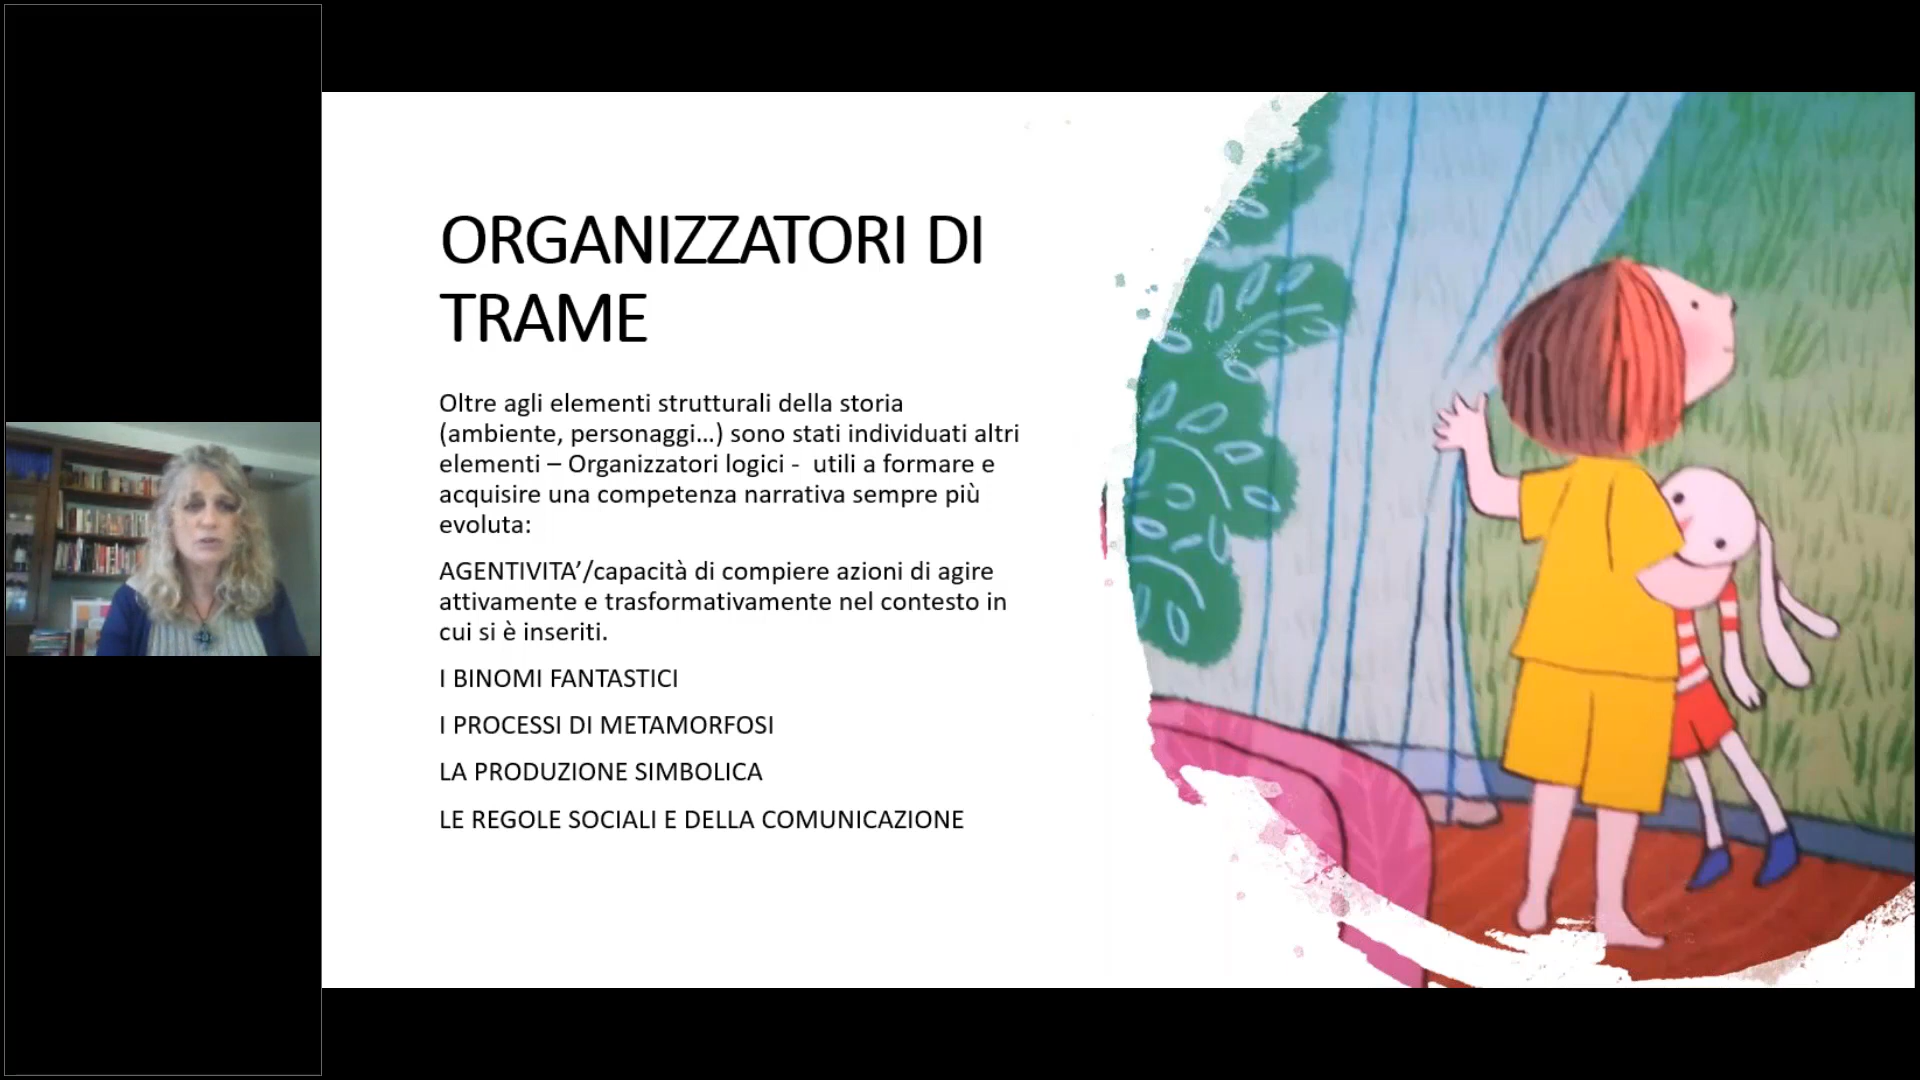 ORGANIZZATORI DI
TRAME
Oltre agli elementi strutturali della storia
(ambiente, personaggi...) sono stati individuati altri
elementi – Organizzatori logici -  utili a formare e
acquisire una competenza narrativa sempre più
evoluta:
AGENTIVITA’/capacità di compiere azioni di agire
attivamente e trasformativamente nel contesto in
cui si è inseriti.
I BINOMI FANTASTICI
I PROCESSI DI METAMORFOSI
LA PRODUZIONE SIMBOLICA
LE REGOLE SOCIALI E DELLA COMUNICAZIONE